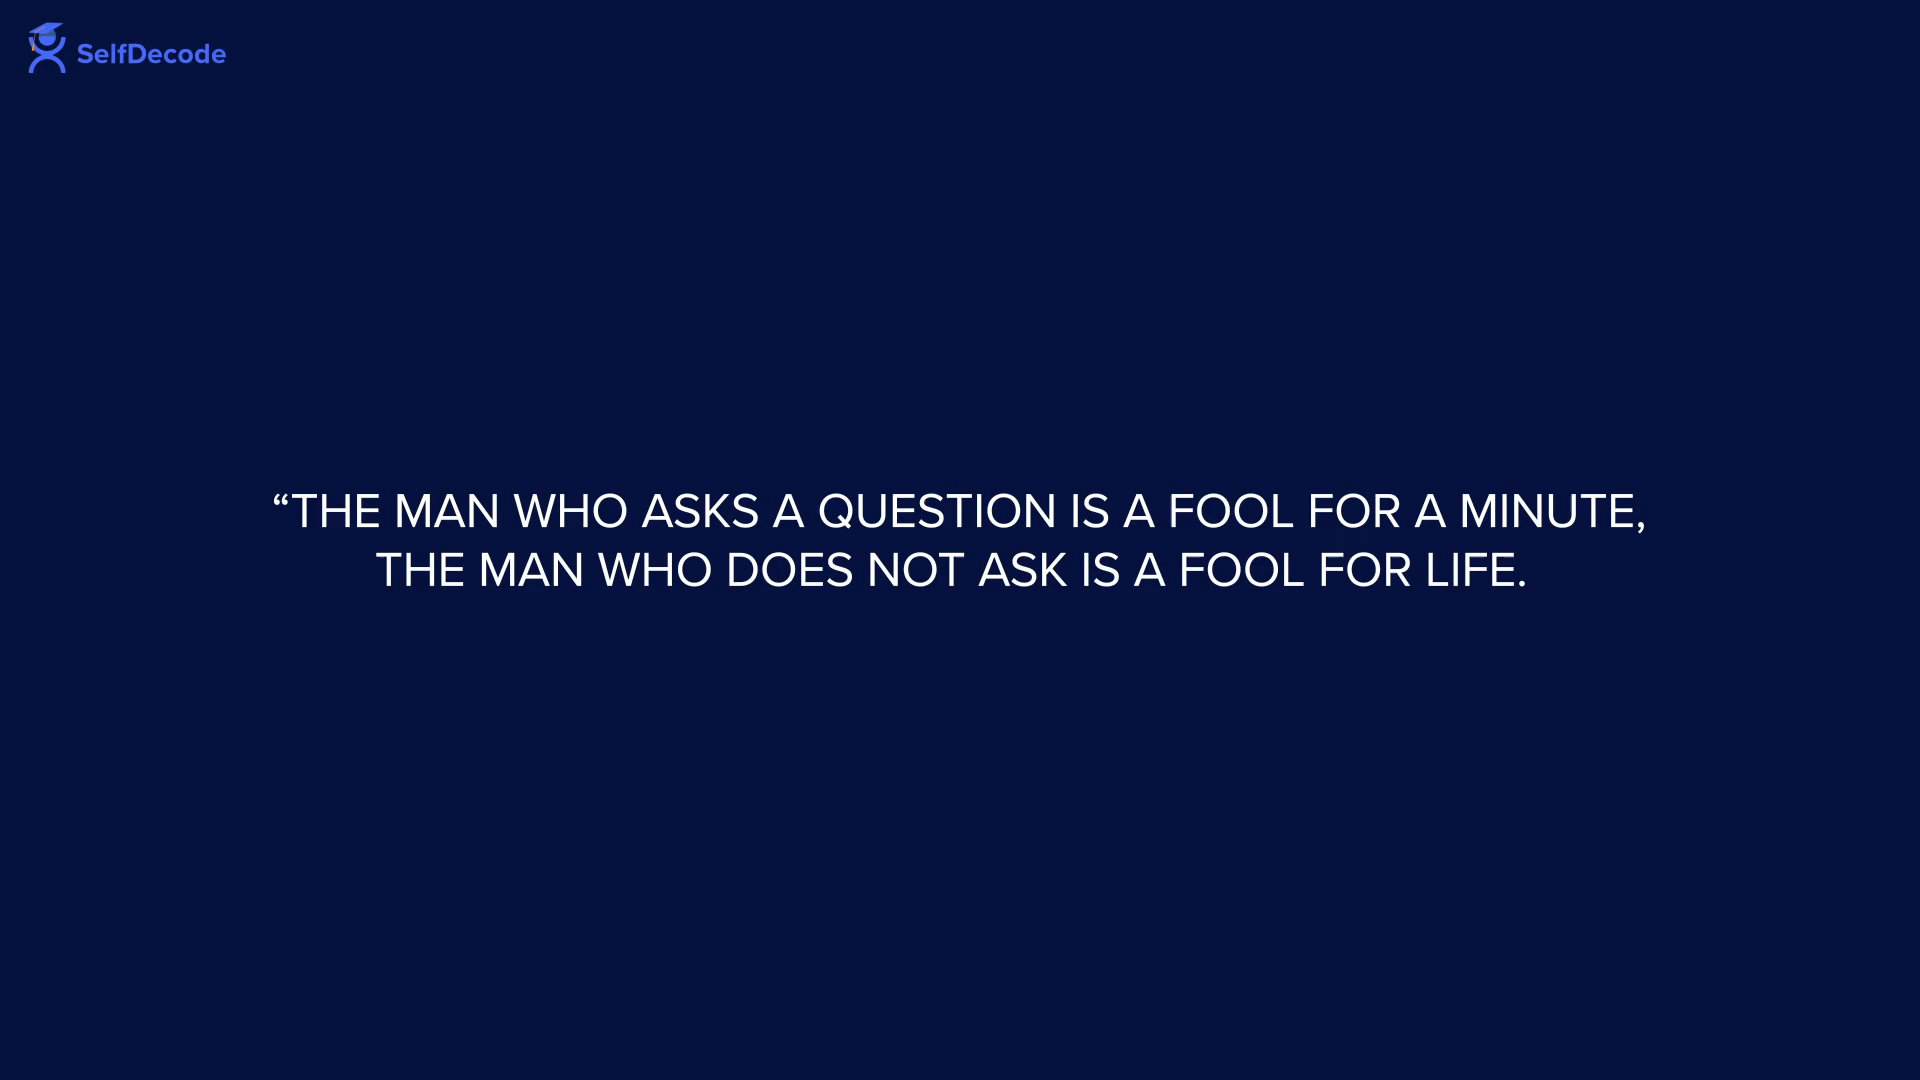 SelfDecode
“THE MAN WHO ASKS A QUESTION IS A FOOL FOR A MINUTE,
THE MAN WHO DOES NOT ASK IS A FOOL FOR LIFE.